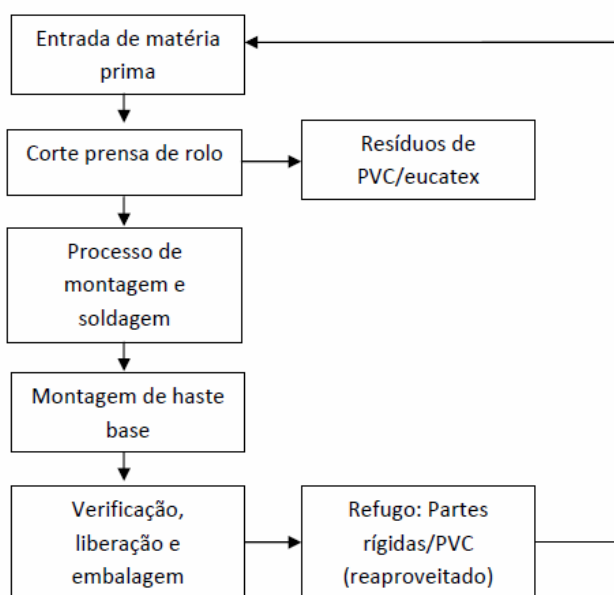 Entrada de matéria
prima
Corte prensa de rolo
Resíduos de
PVC/eucatex
Processo de
montagem e
soldagem
Montagem de haste
base
Verificação,
liberação e
embalagem
Refugo: Partes
rígidas/PVC
(reaproveitado)